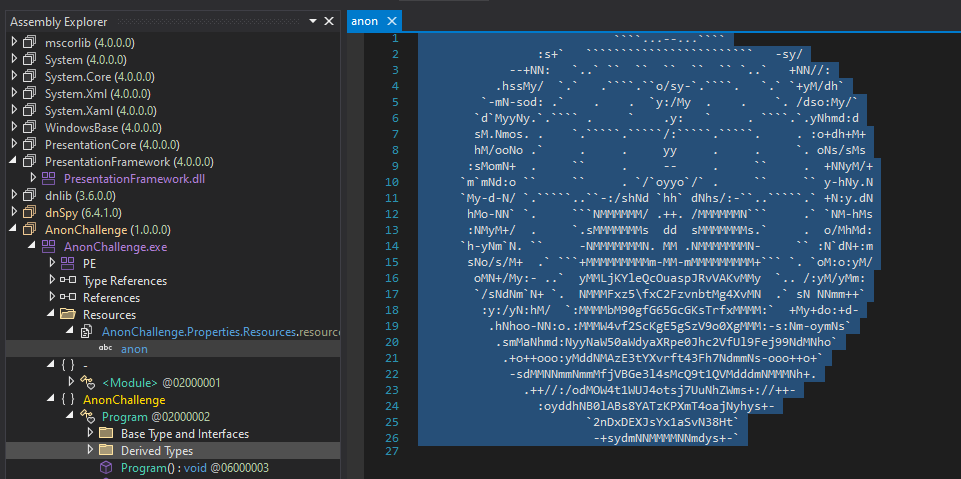 Assembly Explorer
mscorlib (4.0.0.0)
System (4.0.0.0)
System.Core (4.0.0.0)
System.Xml (4.0.0.0)
System.Xaml (4.0.0.0)
WindowsBase (4.0.0.0)
PresentationCore (4.0.0.0)
PresentationFramework (4.0.0.0)
PresentationFramework.dll
dnlib (3.6.0.0)
dnSpy (6.4.1.0)
AnonChallenge (1.0.0.0)
AnonChallenge.exe
PE
Type References
References
Resources
AnonChallenge.Properties.Resources.resource
abc anon
{ } -
<Module> @02000001
{ } AnonChallenge
Program @02000002
Base Type and Interfaces
Derived Types
Program() : void @06000003
anon
1 ````...--...````
2 :s+` ```````````````````````` -sy/
3 --+NN: `..` `` `` `` `` `` `..` +NN//:
4 .hssMy/ `.` .````.``o/sy-`.````. `.` `+yM/dh`
5 `-mN-sod: .` . . `y:/My . . `. /dso:My/`
6 `d`MyyNy.`.```` . ` .y: ` . ````.`.yNhmd:d
7 sM.Nmos. . `.`````.`````/:`````.`````. . :o+dh+M+
8 hM/ooNo .` . . yy . . `. oNs/sMs
9 :sMomN+ . `` -- `` . +NNyM/+
10 `m`mNd:o `` `` . `/`oyyo`/` . `` `` y-hNy.N
11 `My-d-N/ `.`````..``-:/shNd `hh` dNhs/:-` ..`````.` +N:y.dN
12 hMo-NN` `. ```NMMMMMM/ .++. /MMMMMMN``` .` `NM-hMs
13 :NMyM+/ . `.sMMMMMMs dd sMMMMMMs.` . o/MhMd:
14 `h-yNm`N. `` -NMMMMMMMN. MM .NMMMMMMMN- `` :N`dN+:m
15 sNo/s/M+ .` ```+MMMMMMMMMm-MM-mMMMMMMMMM+``` `. `oM:o:yM/
16 oMN+/My:- ..` yMMLjKYleQcOuaspJRvVAKvMMy `.. /:yM/yMm:
17 `/sNdNm`N+ `. NMMMFxz5\fxC2FzvnbtMg4XvMN .` sN NNmm++`
18 :y:/yN:hM/ `:MMMMbM90gfG65GcGKsTrfxMMMM:` +My+do:+d-
19 .hNhoo-NN:o.:MMMW4vf2ScKgE5gSzV9o0XgMMM:-s:Nm-oymNs`
20 .smMaNhmd:NyyNaW50aWdyaXRpe0Jhc2VfUl9Fej99NdMNho`
21 .+o++ooo:yMddNMAzE3tYXvrft43Fh7NdmmNs-ooo++o+`
22 -sdMMNNmmNmmMfjVBGe3l4sMcQ9t1QVMdddmNMMMMNh+.
23 .++//:/odMOW4t1WUJ4otsj7UuNhZWms+://++-
24 :oyddhNB0lABs8YATzKPXmT4oajNyhys+-
25 `2nDxDEXJsYx1aSvN38Ht`
26 -+sydmNNMMMMNNmdys+-`
27